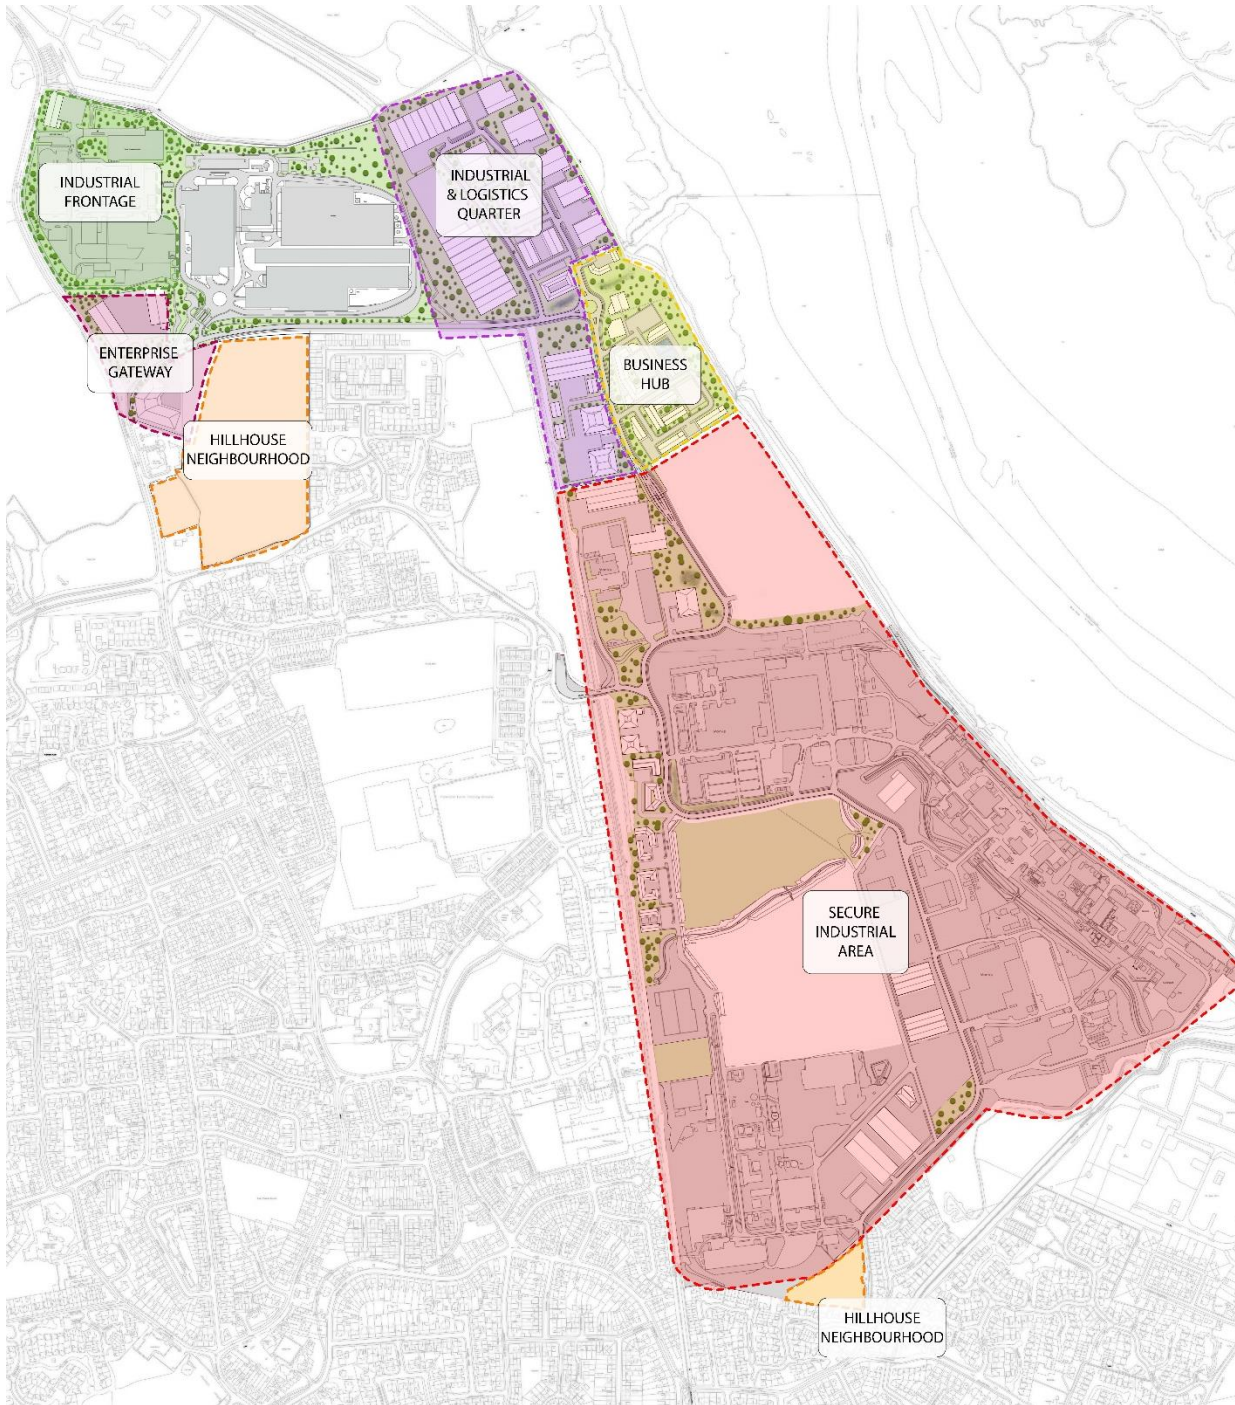 INDUSTRIAL
FRONTAGE
INDUSTRIAL
& LOGISTICS
QUARTER
ENTERPRISE
GATEWAY
BUSINESS
HUB
HILLHOUSE
NEIGHBOURHOOD
SECURE
INDUSTRIAL
AREA
HILLHOUSE
NEIGHBOURHOOD